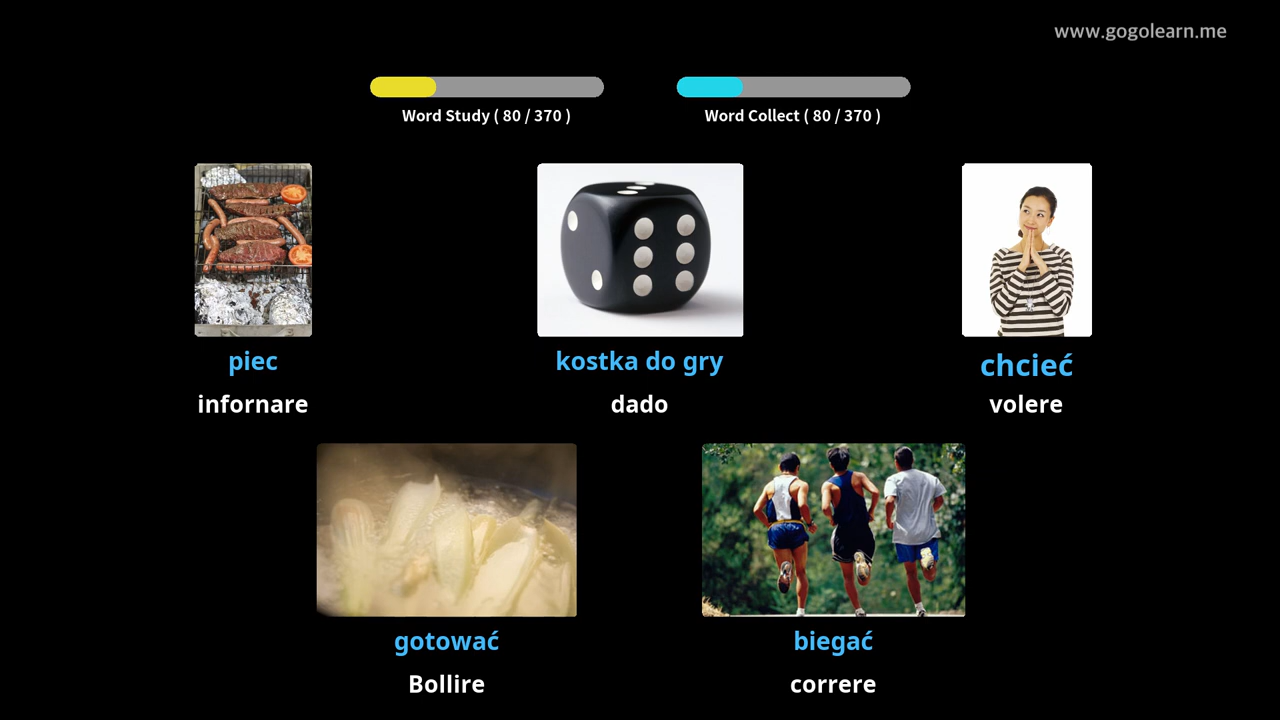 www.gogolearn.me
Word Study ( 80 / 370 )
Word Collect ( 80 / 370 )
piec
infornare
kostka do gry
dado
chcieć
volere
gotować
Bollire
biegać
correre